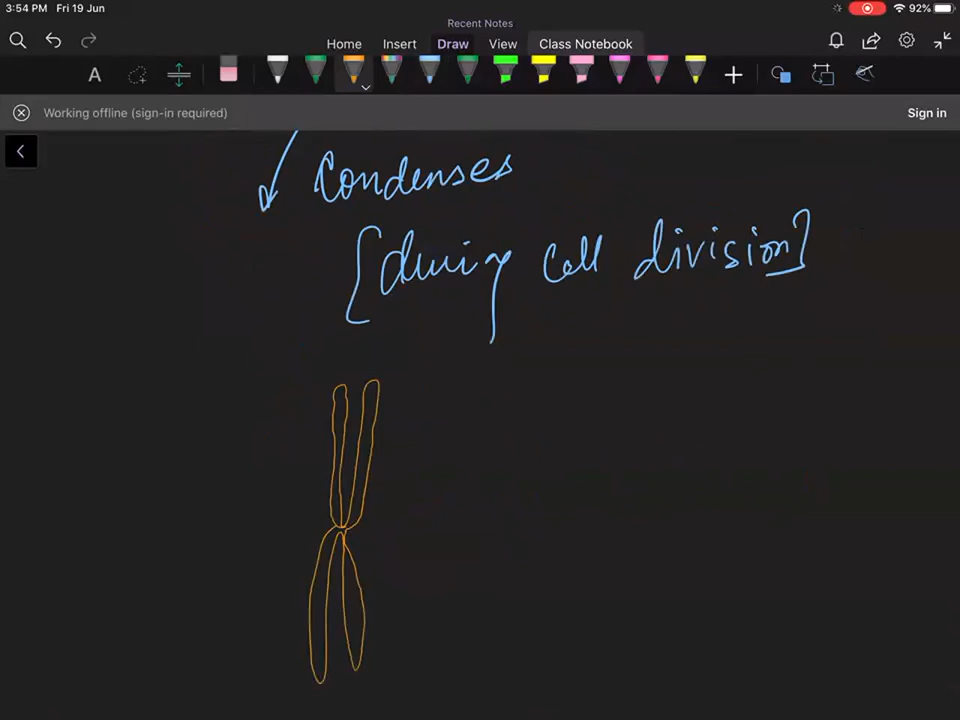 3:54 PM Fri 19 Jun 92%
Recent Notes
Home Insert Draw View Class Notebook
A
Working offline (sign-in required) Sign in
Condenses
[during cell division]